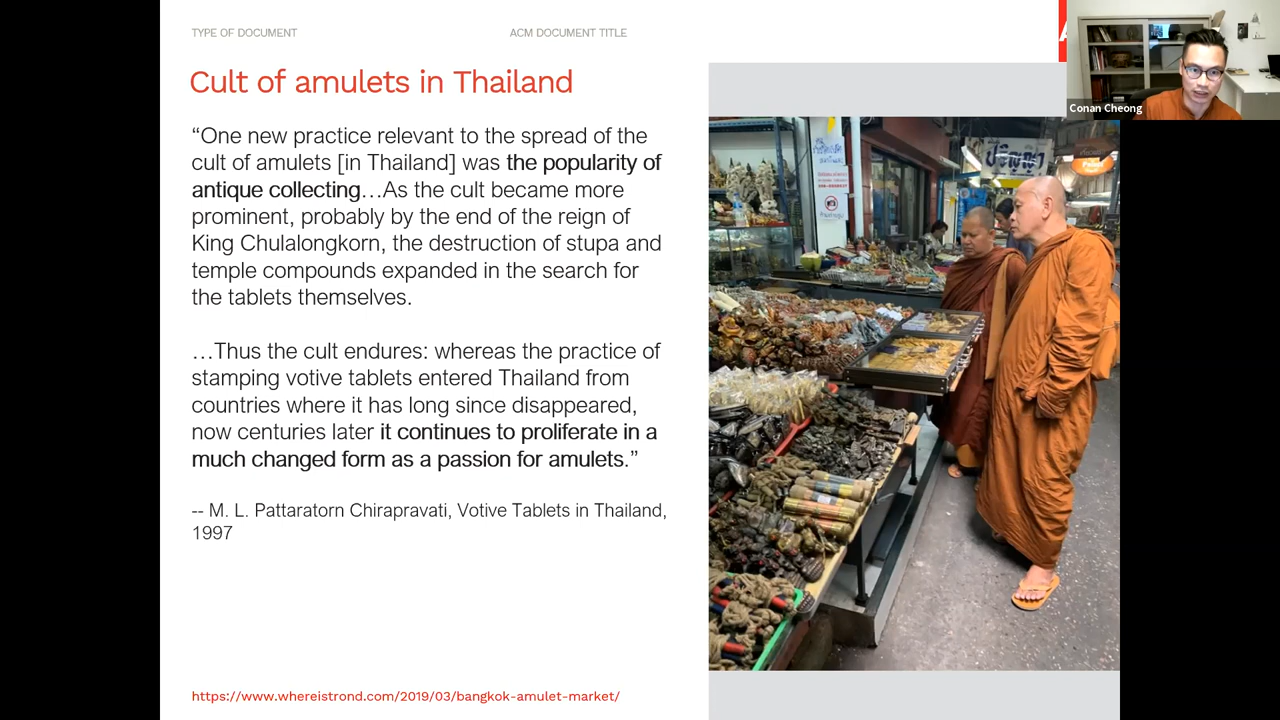 TYPE OF DOCUMENT
ACM DOCUMENT TITLE
Conan Cheong
Cult of amulets in Thailand
“One new practice relevant to the spread of the
cult of amulets [in Thailand] was the popularity of
antique collecting…As the cult became more
prominent, probably by the end of the reign of
King Chulalongkorn, the destruction of stupa and
temple compounds expanded in the search for
the tablets themselves.
…Thus the cult endures: whereas the practice of
stamping votive tablets entered Thailand from
countries where it has long since disappeared,
now centuries later it continues to proliferate in a
much changed form as a passion for amulets.”
-- M. L. Pattaratorn Chirapravati, Votive Tablets in Thailand,
1997
https://www.whereistrond.com/2019/03/bangkok-amulet-market/